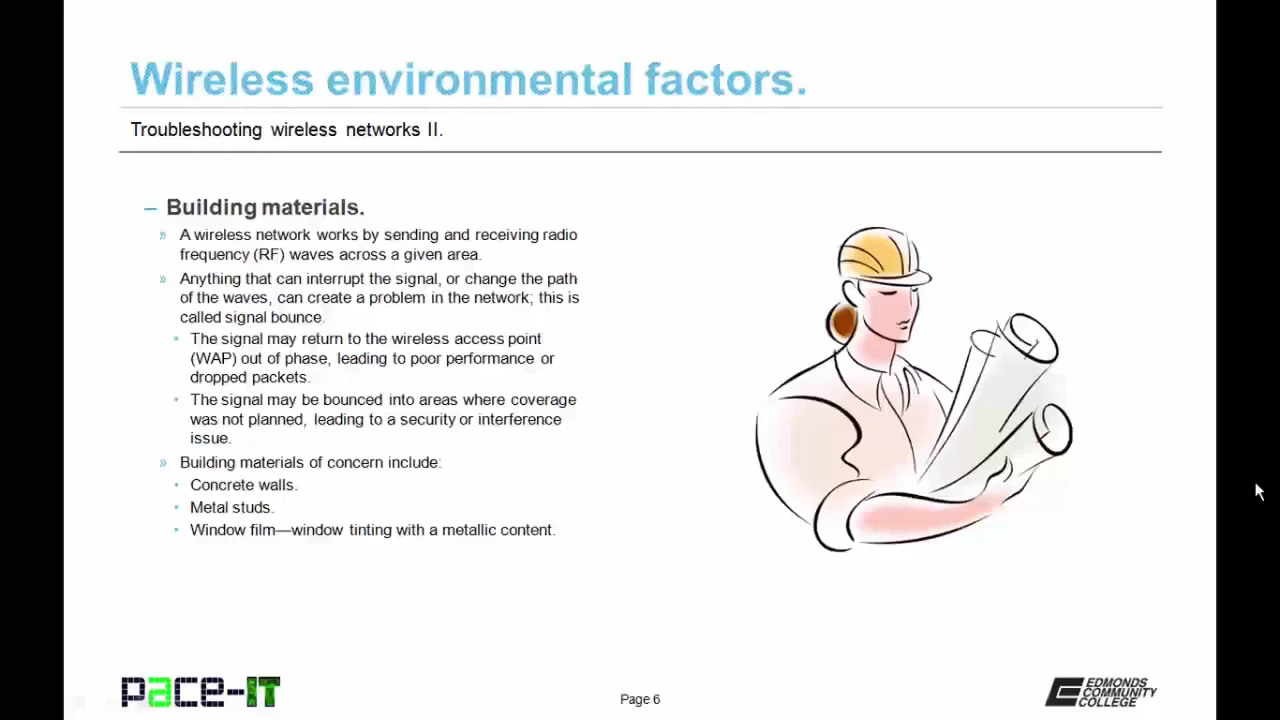 Wireless environmental factors.
Troubleshooting wireless networks II.
– Building materials.
» A wireless network works by sending and receiving radio
frequency (RF) waves across a given area.
» Anything that can interrupt the signal, or change the path
of the waves, can create a problem in the network; this is
called signal bounce.
• The signal may return to the wireless access point
(WAP) out of phase, leading to poor performance or
dropped packets.
• The signal may be bounced into areas where coverage
was not planned, leading to a security or interference
issue.
» Building materials of concern include:
• Concrete walls.
• Metal studs.
• Window film—window tinting with a metallic content.
pace-IT
Page 6
EDMONDS
COMMUNITY
COLLEGE